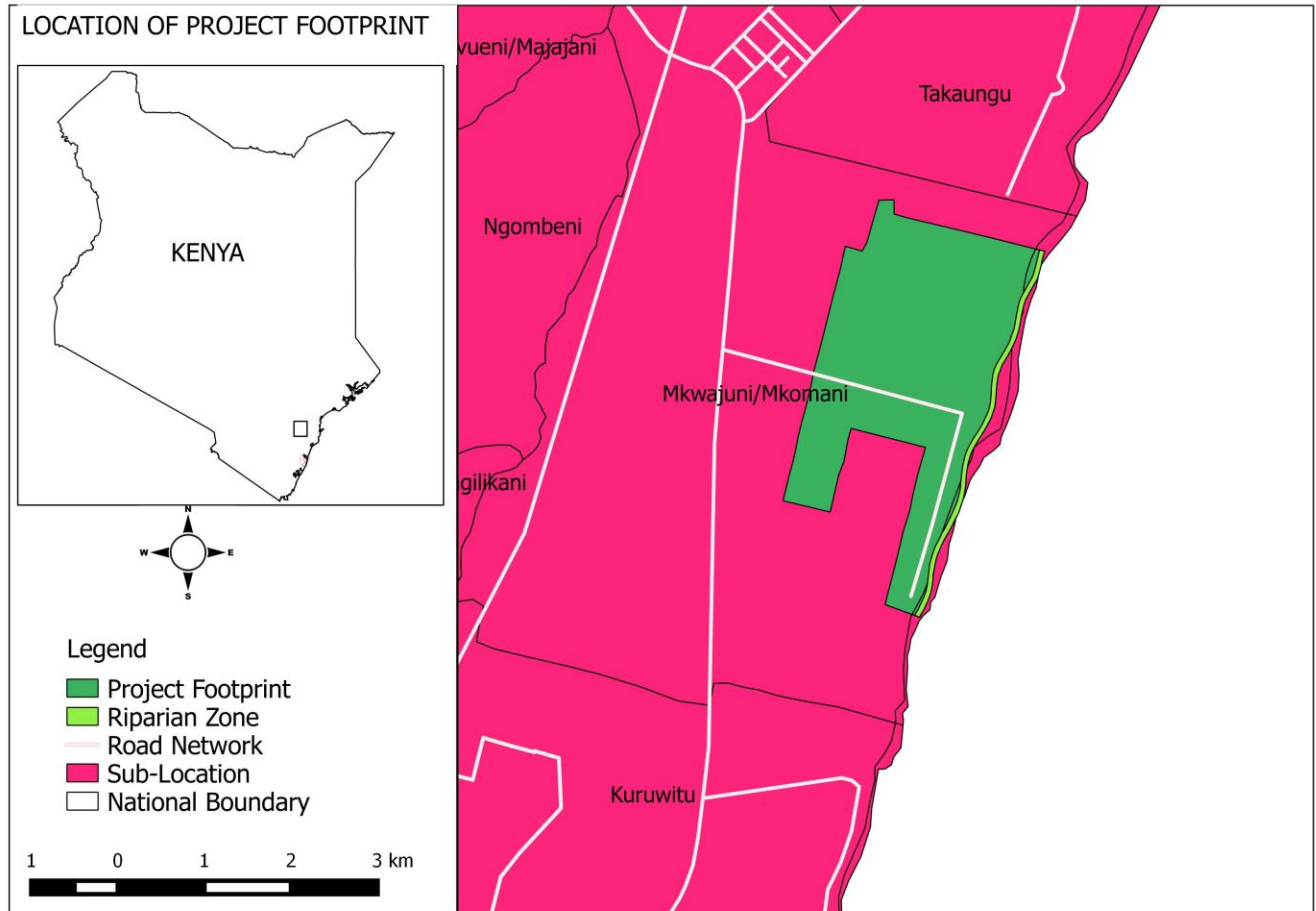 LOCATION OF PROJECT FOOTPRINT
KENYA
N
W E
S
Legend
Project Footprint
Riparian Zone
Road Network
Sub-Location
National Boundary
1 0 1 2 3 km
vueni/Majajani
Takaungu
Ngombeni
Mkwajuni/Mkomani
gilikani
Kuruwitu